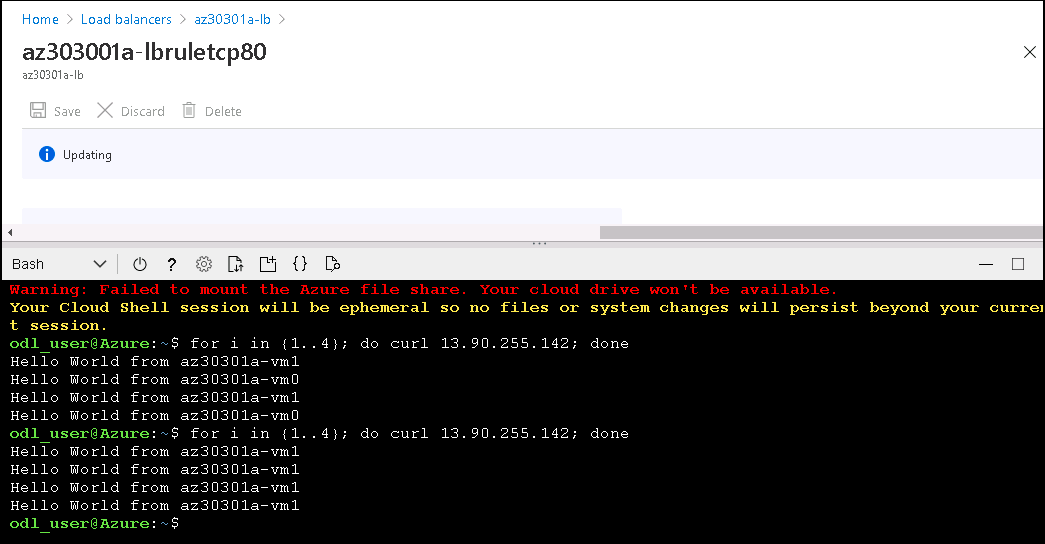 Home > Load balancers > az30301a-lb >
az303001a-lbruletcp80
az30301a-lb
Save Discard Delete
Updating
Bash
Warning: Failed to mount the Azure file share. Your cloud drive won't be available.
Your Cloud Shell session will be ephemeral so no files or system changes will persist beyond your curren
t session.
odl_user@Azure:~$ for i in {1..4}; do curl 13.90.255.142; done
Hello World from az30301a-vm1
Hello World from az30301a-vm0
Hello World from az30301a-vm1
Hello World from az30301a-vm0
odl_user@Azure:~$ for i in {1..4}; do curl 13.90.255.142; done
Hello World from az30301a-vm1
Hello World from az30301a-vm1
Hello World from az30301a-vm1
Hello World from az30301a-vm1
odl_user@Azure:~$